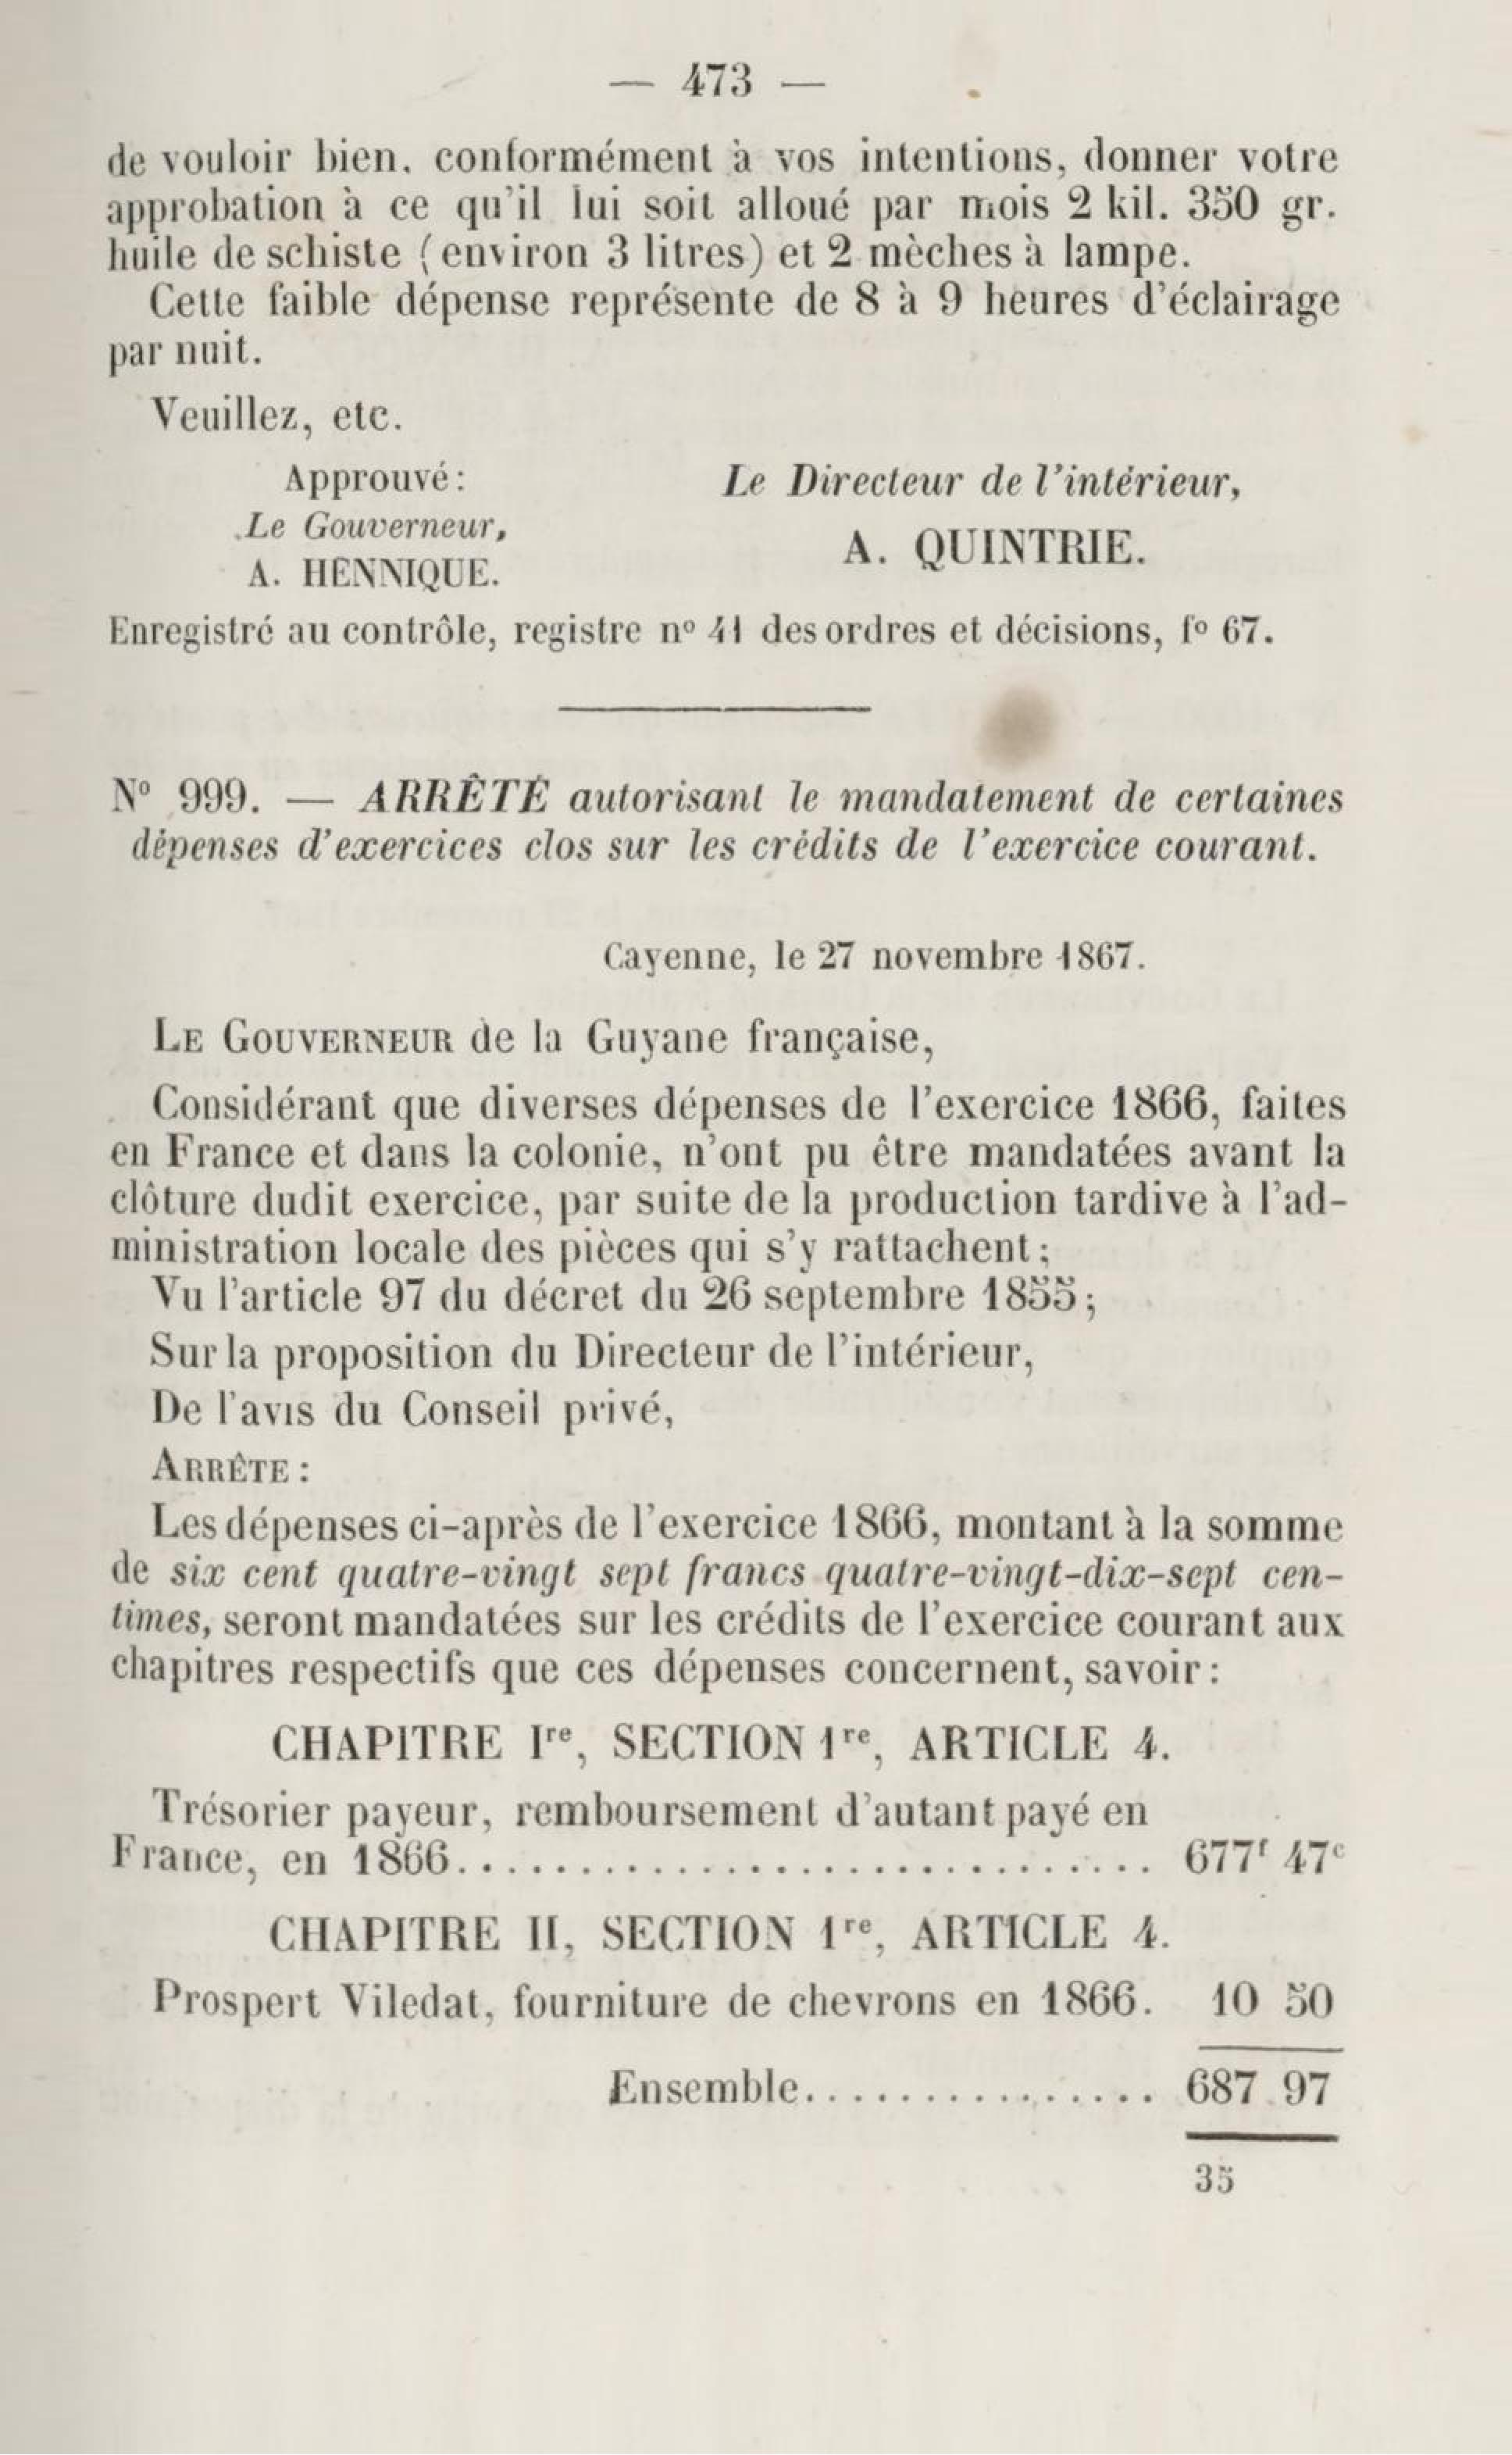 — 473 —
de vouloir bien, conformément à vos intentions, donner votre
approbation à ce qu'il lui soit alloué par mois 2 kil. 350 gr.
huile de schiste (environ 3 litres) et 2 mèches à lampe.
Cette faible dépense représente de 8 à 9 heures d'éclairage
par nuit.
Veuillez, etc.
Approuvé :
Le Gouverneur,
A. HENNIQUE.
Le Directeur de l'intérieur,
A. QUINTRIE.
Enregistré au contrôle, registre nº 41 des ordres et décisions, fº 67.
Nº 999. — ARRÊTÉ autorisant le mandatement de certaines
dépenses d'exercices clos sur les crédits de l'exercice courant.
Cayenne, le 27 novembre 1867.
LE GOUVERNEUR de la Guyane française,
Considérant que diverses dépenses de l'exercice 1866, faites
en France et dans la colonie, n'ont pu être mandatées avant la
clôture dudit exercice, par suite de la production tardive à l'ad-
ministration locale des pièces qui s'y rattachent ;
Vu l'article 97 du décret du 26 septembre 1855 ;
Sur la proposition du Directeur de l'intérieur,
De l'avis du Conseil privé,
ARRÊTE :
Les dépenses ci-après de l'exercice 1866, montant à la somme
de six cent quatre-vingt sept francs quatre-vingt-dix-sept cen-
times, seront mandatées sur les crédits de l'exercice courant aux
chapitres respectifs que ces dépenses concernent, savoir :
CHAPITRE Iʳᵉ, SECTION 1ʳᵉ, ARTICLE 4.
Trésorier payeur, remboursement d'autant payé en
France, en 1866.............................. 677ᶠ 47ᶜ
CHAPITRE II, SECTION 1ʳᵉ, ARTICLE 4.
Prospert Viledat, fourniture de chevrons en 1866. 10 50
Ensemble............... 687 97
35